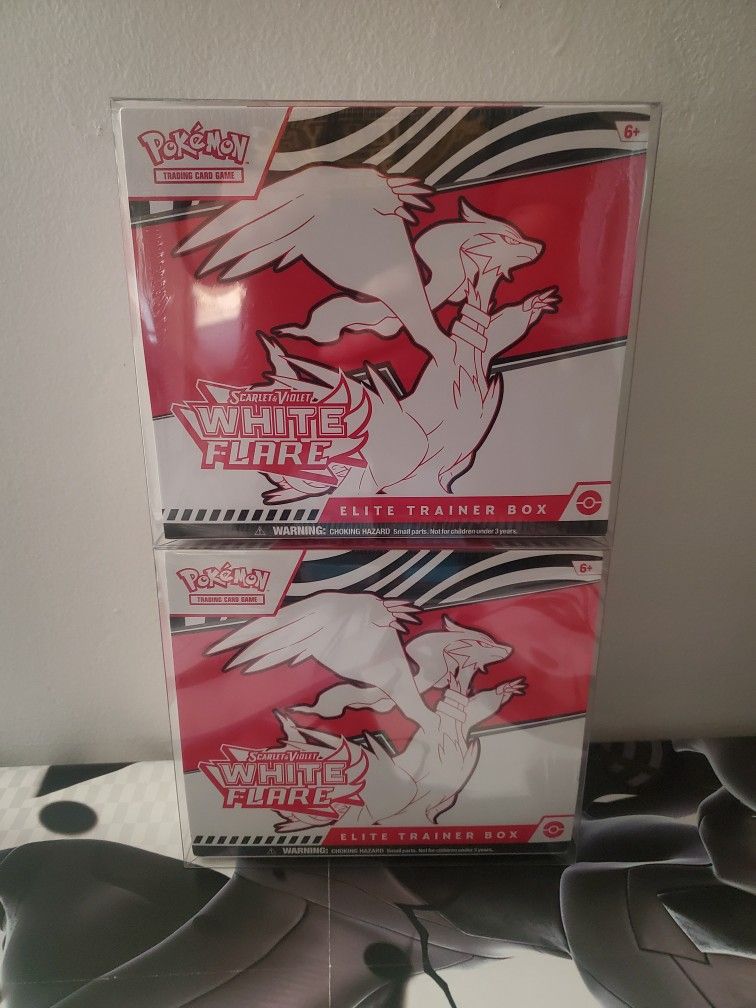 Pokémon
TRADING CARD GAME
6+
SCARLET & VIOLET
WHITE
FLARE
ELITE TRAINER BOX
WARNING: CHOKING HAZARD Small parts. Not for children under 3 years.
Pokémon
TRADING CARD GAME
6+
SCARLET & VIOLET
WHITE
FLARE
ELITE TRAINER BOX
WARNING: CHOKING HAZARD Small parts. Not for children under 3 years.